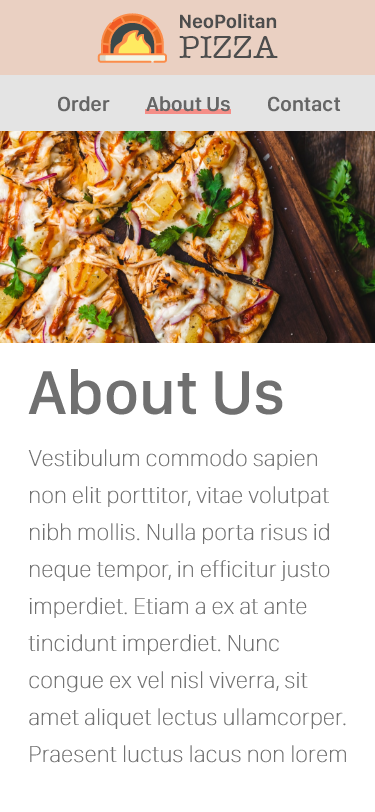 NeoPolitan
PIZZA
Order About Us Contact
About Us
Vestibulum commodo sapien
non elit porttitor, vitae volutpat
nibh mollis. Nulla porta risus id
neque tempor, in efficitur justo
imperdiet. Etiam a ex at ante
tincidunt imperdiet. Nunc
congue ex vel nisl viverra, sit
amet aliquet lectus ullamcorper.
Praesent luctus lacus non lorem